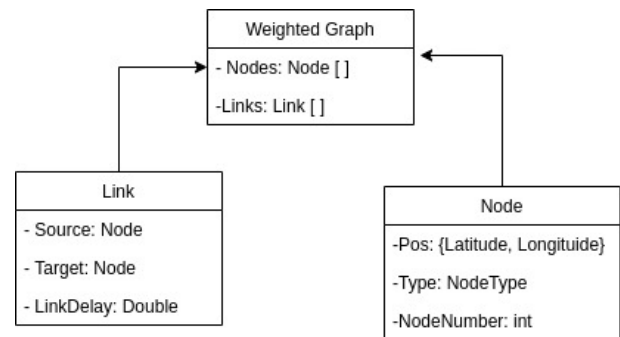 Weighted Graph
- Nodes: Node [ ]
-Links: Link [ ]
Link
- Source: Node
- Target: Node
- LinkDelay: Double
Node
-Pos: {Latitude, Longituide}
-Type: NodeType
-NodeNumber: int